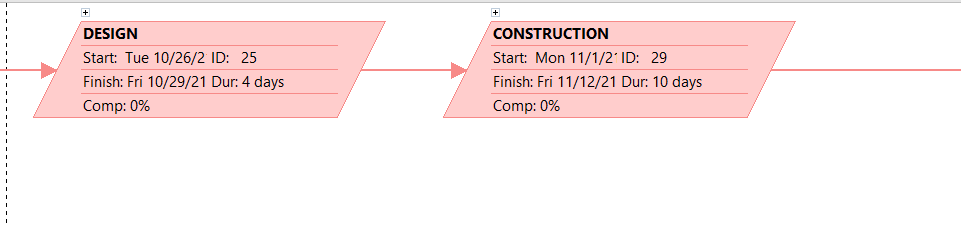 DESIGN
Start: Tue 10/26/2 ID: 25
Finish: Fri 10/29/21 Dur: 4 days
Comp: 0%
CONSTRUCTION
Start: Mon 11/1/2 ID: 29
Finish: Fri 11/12/21 Dur: 10 days
Comp: 0%